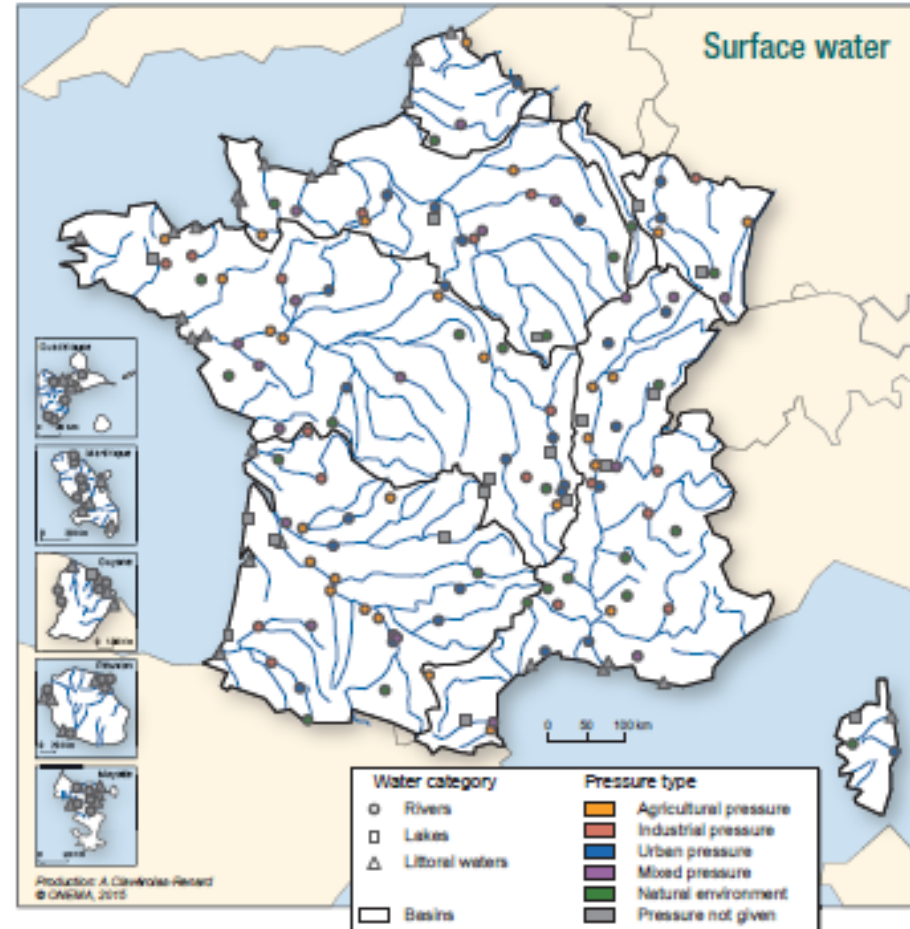 Surface water
Guadeloupe
Martinique
Guyane
Réunion
Mayotte
0 50 100 km
Water category
Rivers
Lakes
Littoral waters
Basins
Pressure type
Agricultural pressure
Industrial pressure
Urban pressure
Mixed pressure
Natural environment
Pressure not given
Production: A Clavérolas-Renard
© ONEMA, 2015